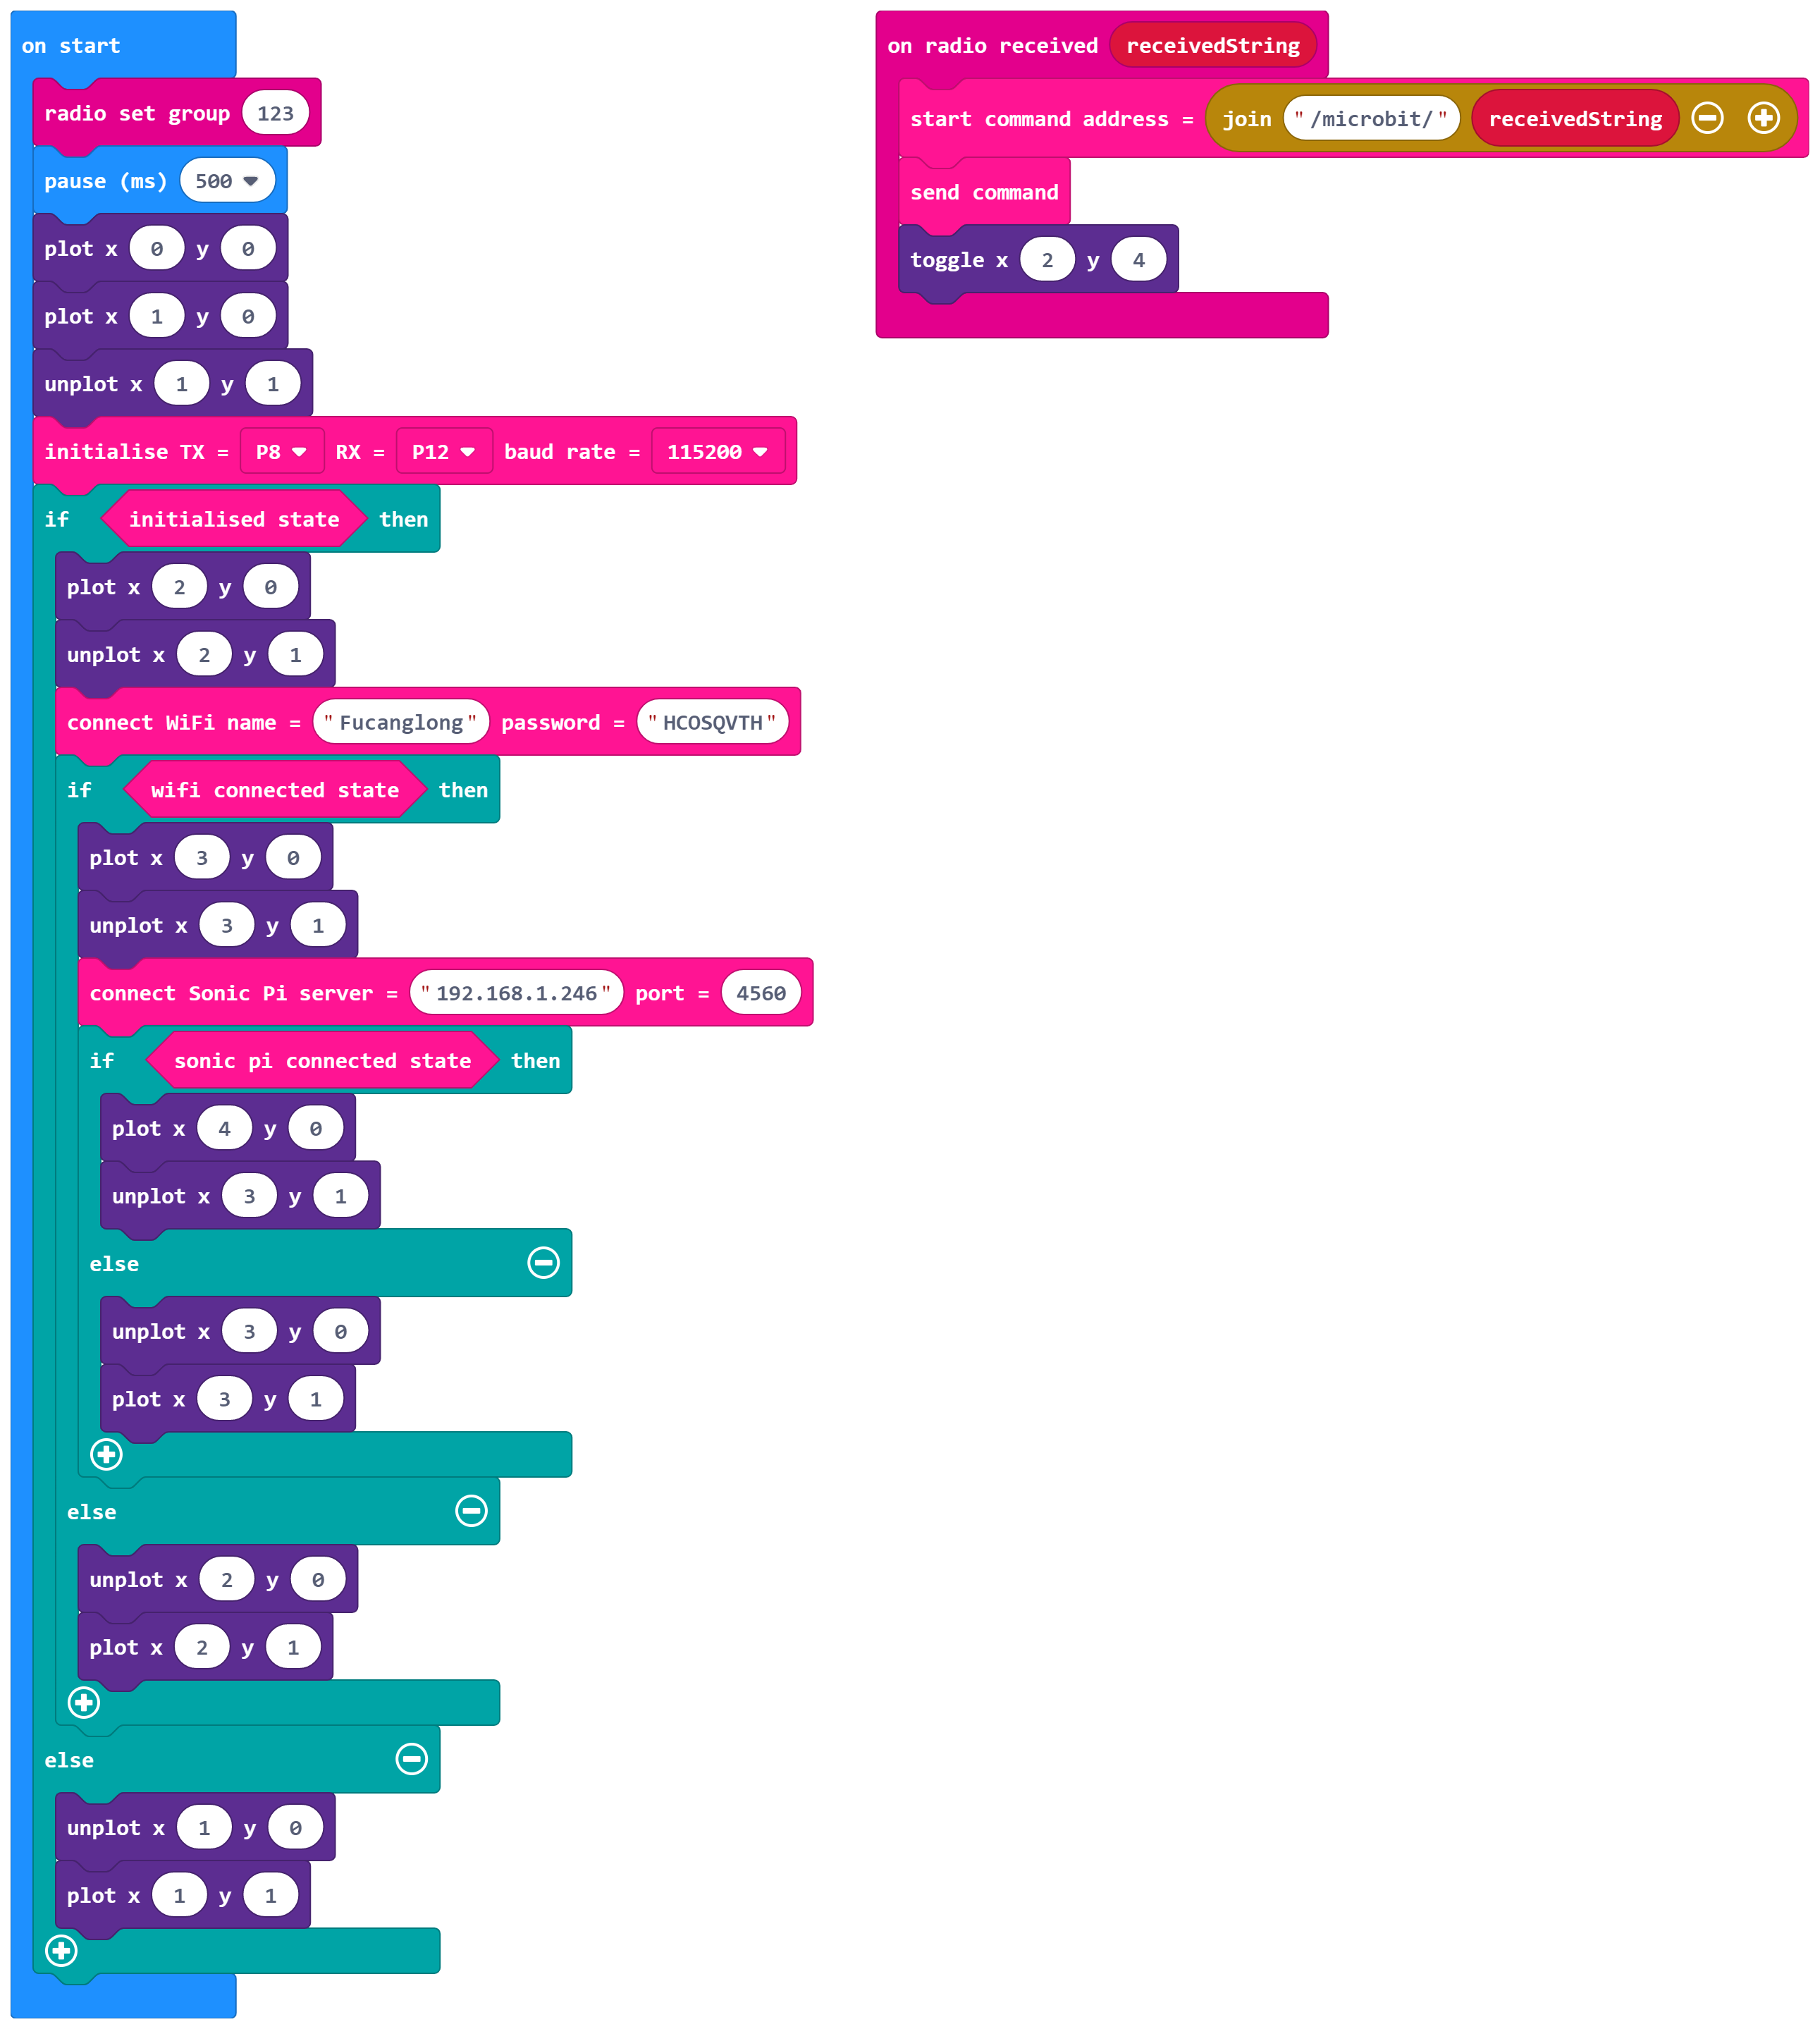 on start
radio set group 123
pause (ms) 500
plot x 0 y 0
plot x 1 y 0
unplot x 1 y 1
initialise TX = P8 RX = P12 baud rate = 115200
if initialised state then
plot x 2 y 0
unplot x 2 y 1
connect WiFi name = "Fucanglong" password = "HCOSQVTH"
if wifi connected state then
plot x 3 y 0
unplot x 3 y 1
connect Sonic Pi server = "192.168.1.246" port = 4560
if sonic pi connected state then
plot x 4 y 0
unplot x 3 y 1
else
unplot x 3 y 0
plot x 3 y 1
else
unplot x 2 y 0
plot x 2 y 1
else
unplot x 1 y 0
plot x 1 y 1
on radio received receivedString
start command address = join "/microbit/" receivedString
send command
toggle x 2 y 4